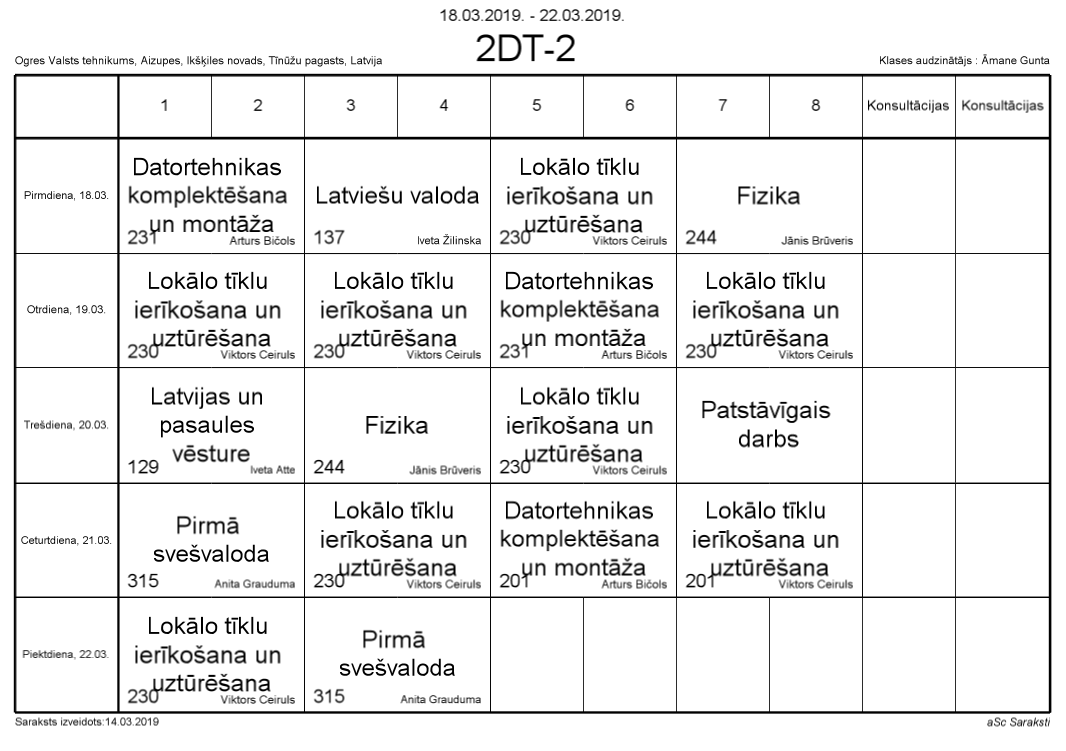 18.03.2019. - 22.03.2019.
2DT-2
Ogres Valsts tehnikums, Aizupes, Ikšķiles novads, Tīnūžu pagasts, Latvija
Klases audzinātājs : Āmane Gunta
1 2 3 4 5 6 7 8 Konsultācijas Konsultācijas
Pirmdiena, 18.03.
Datortehnikas
komplektēšana
un montāža
231 Arturs Bičols
Latviešu valoda
137 Iveta Žilinska
Lokālo tīklu
ierīkošana un
uztūrēšana
230 Viktors Ceiruls
Fizika
244 Jānis Brūveris
Otrdiena, 19.03.
Lokālo tīklu
ierīkošana un
uztūrēšana
230 Viktors Ceiruls
Lokālo tīklu
ierīkošana un
uztūrēšana
230 Viktors Ceiruls
Datortehnikas
komplektēšana
un montāža
231 Arturs Bičols
Lokālo tīklu
ierīkošana un
uztūrēšana
230 Viktors Ceiruls
Trešdiena, 20.03.
Latvijas un
pasaules
vēsture
129 Iveta Atte
Fizika
244 Jānis Brūveris
Lokālo tīklu
ierīkošana un
uztūrēšana
230 Viktors Ceiruls
Patstāvīgais
darbs
Ceturtdiena, 21.03.
Pirmā
svešvaloda
315 Anita Grauduma
Lokālo tīklu
ierīkošana un
uztūrēšana
230 Viktors Ceiruls
Datortehnikas
komplektēšana
un montāža
201 Arturs Bičols
Lokālo tīklu
ierīkošana un
uztūrēšana
201 Viktors Ceiruls
Piektdiena, 22.03.
Lokālo tīklu
ierīkošana un
uztūrēšana
230 Viktors Ceiruls
Pirmā
svešvaloda
315 Anita Grauduma
Saraksts izveidots:14.03.2019
aSc Saraksti